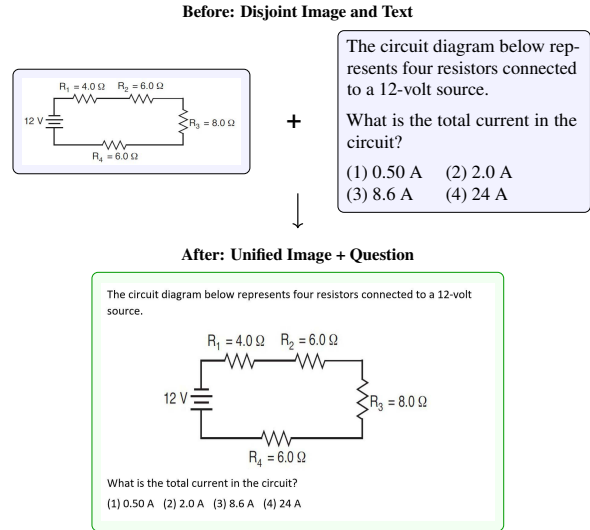 Before: Disjoint Image and Text
R₁ = 4.0 Ω R₂ = 6.0 Ω
12 V
R₃ = 8.0 Ω
R₄ = 6.0 Ω
+
The circuit diagram below rep-
resents four resistors connected
to a 12-volt source.
What is the total current in the
circuit?
(1) 0.50 A (2) 2.0 A
(3) 8.6 A (4) 24 A
After: Unified Image + Question
The circuit diagram below represents four resistors connected to a 12-volt
source.
R₁ = 4.0 Ω R₂ = 6.0 Ω
12 V
R₃ = 8.0 Ω
R₄ = 6.0 Ω
What is the total current in the circuit?
(1) 0.50 A (2) 2.0 A (3) 8.6 A (4) 24 A